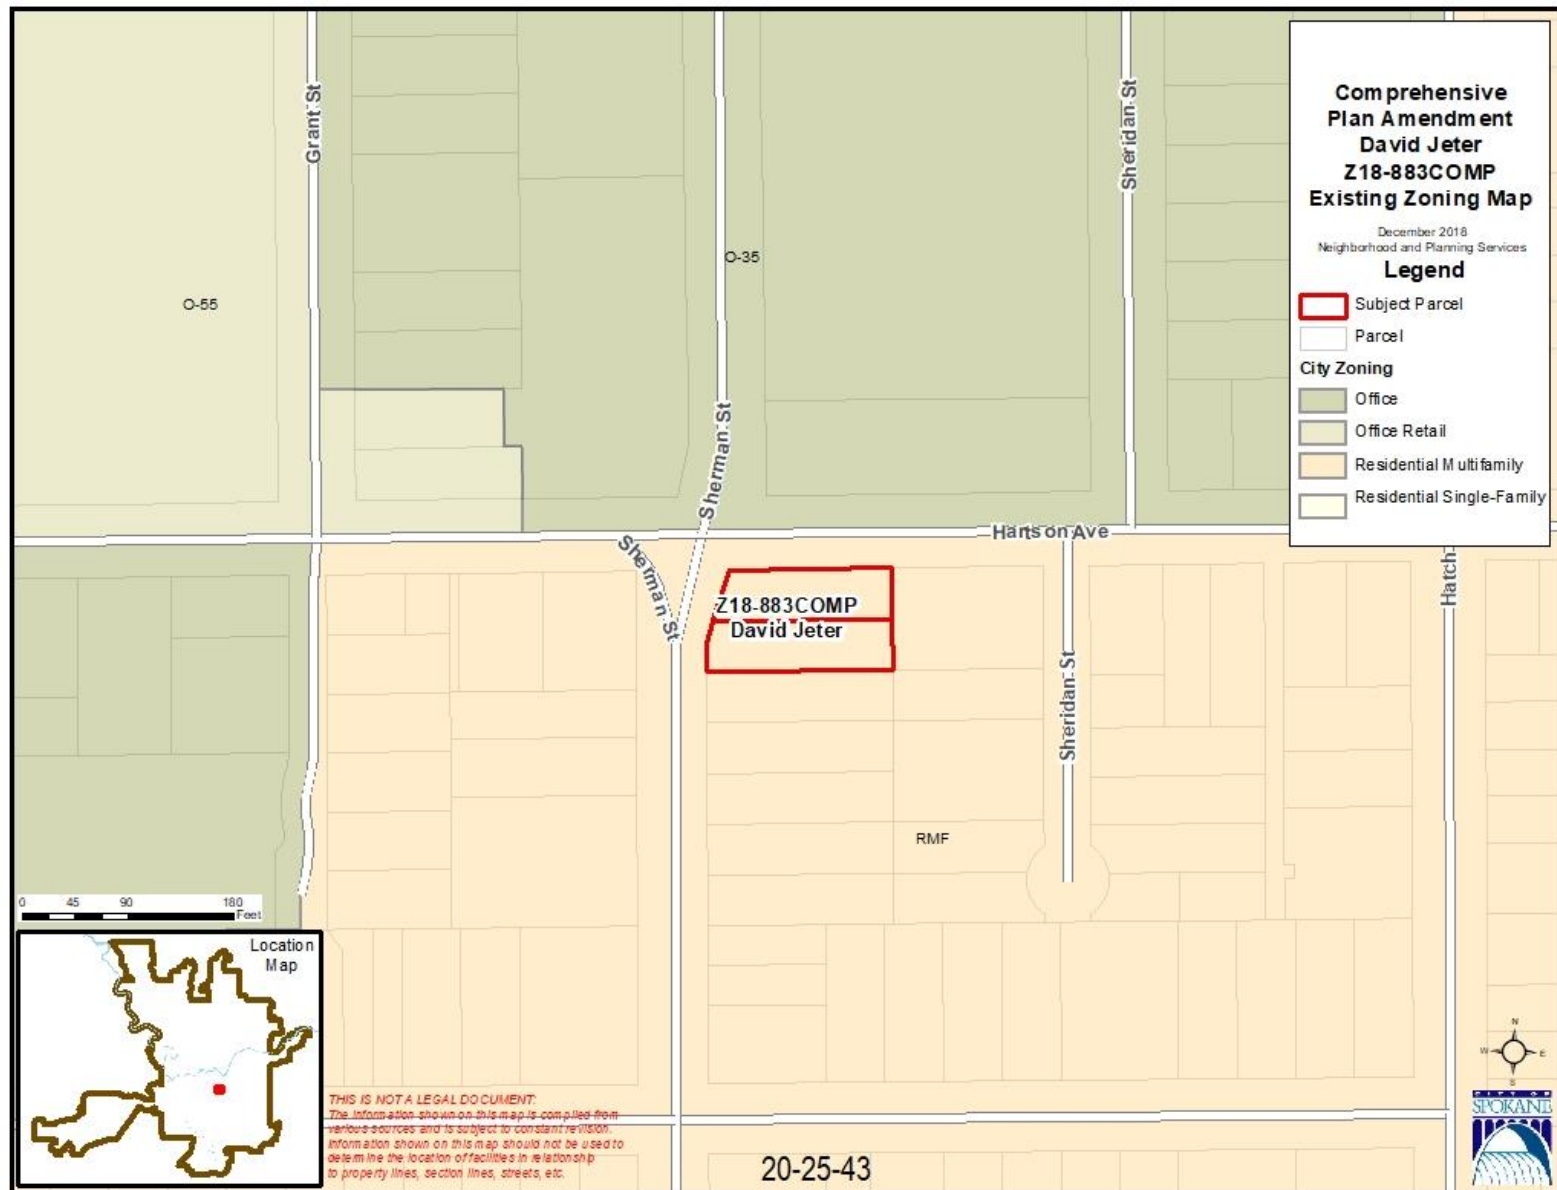 Comprehensive
Plan Amendment
David Jeter
Z18-883COMP
Existing Zoning Map
December 2018
Neighborhood and Planning Services
Legend
Subject Parcel
Parcel
City Zoning
Office
Office Retail
Residential Multifamily
Residential Single-Family
Grant St
Sheridan St
O-35
O-55
Sherman St
Hartson Ave
Sherman St
Hatch
Z18-883COMP
David Jeter
Sheridan St
RMF
0 45 90 180
Feet
Location
Map
N
W E
S
THIS IS NOT A LEGAL DOCUMENT:
The information shown on this map is compiled from
various sources and is subject to constant revision.
Information shown on this map should not be used to
determine the location of facilities in relationship
to property lines, section lines, streets, etc.
20-25-43
CITY OF
SPOKANE